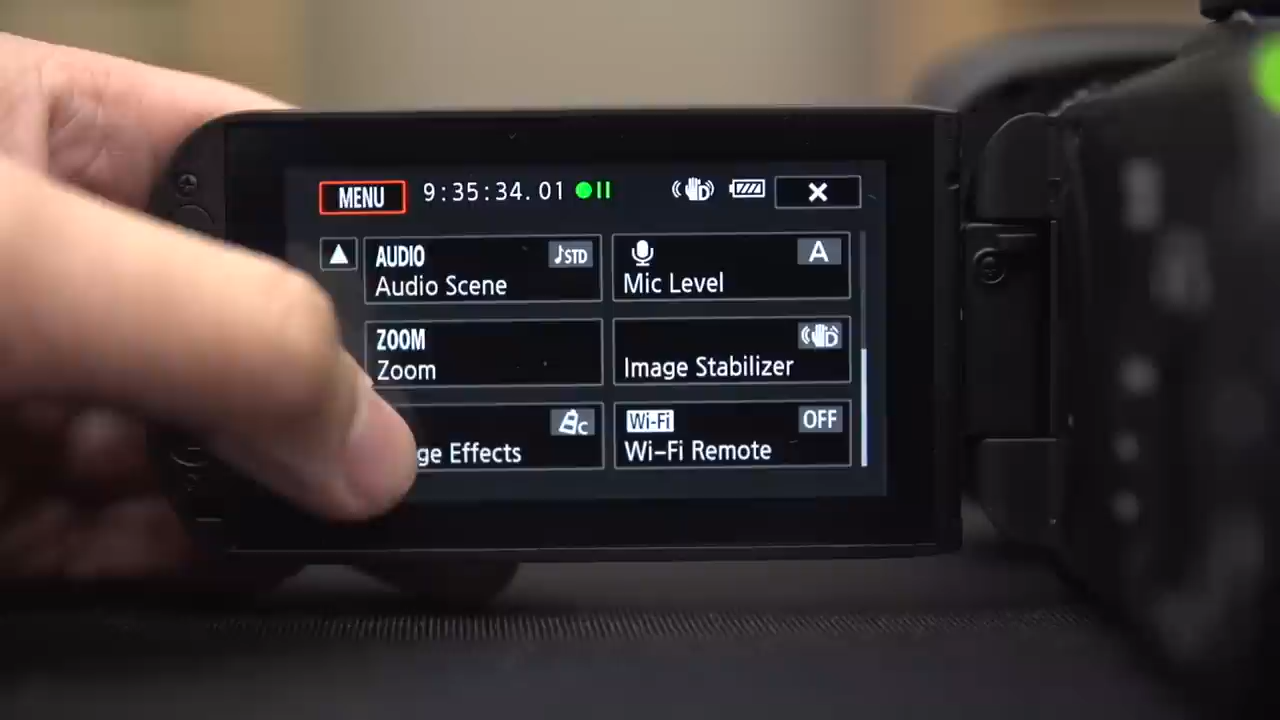 MENU 9:35:34.01
AUDIO STD
Audio Scene
A
Mic Level
ZOOM
Zoom
D
Image Stabilizer
C
ge Effects
Wi-Fi OFF
Wi-Fi Remote